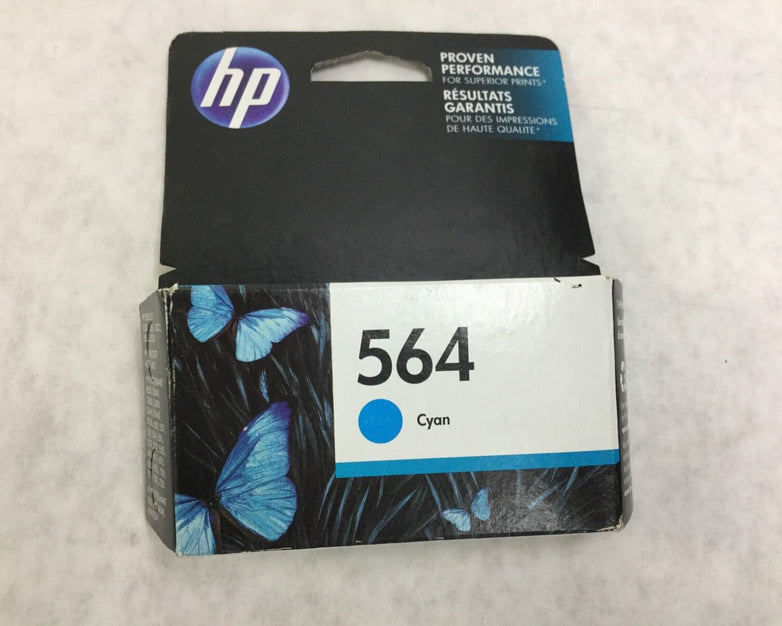 hp
PROVEN
PERFORMANCE
FOR SUPERIOR PRINTS*
RÉSULTATS
GARANTIS
POUR DES IMPRESSIONS
DE HAUTE QUALITÉ*
564
Cyan